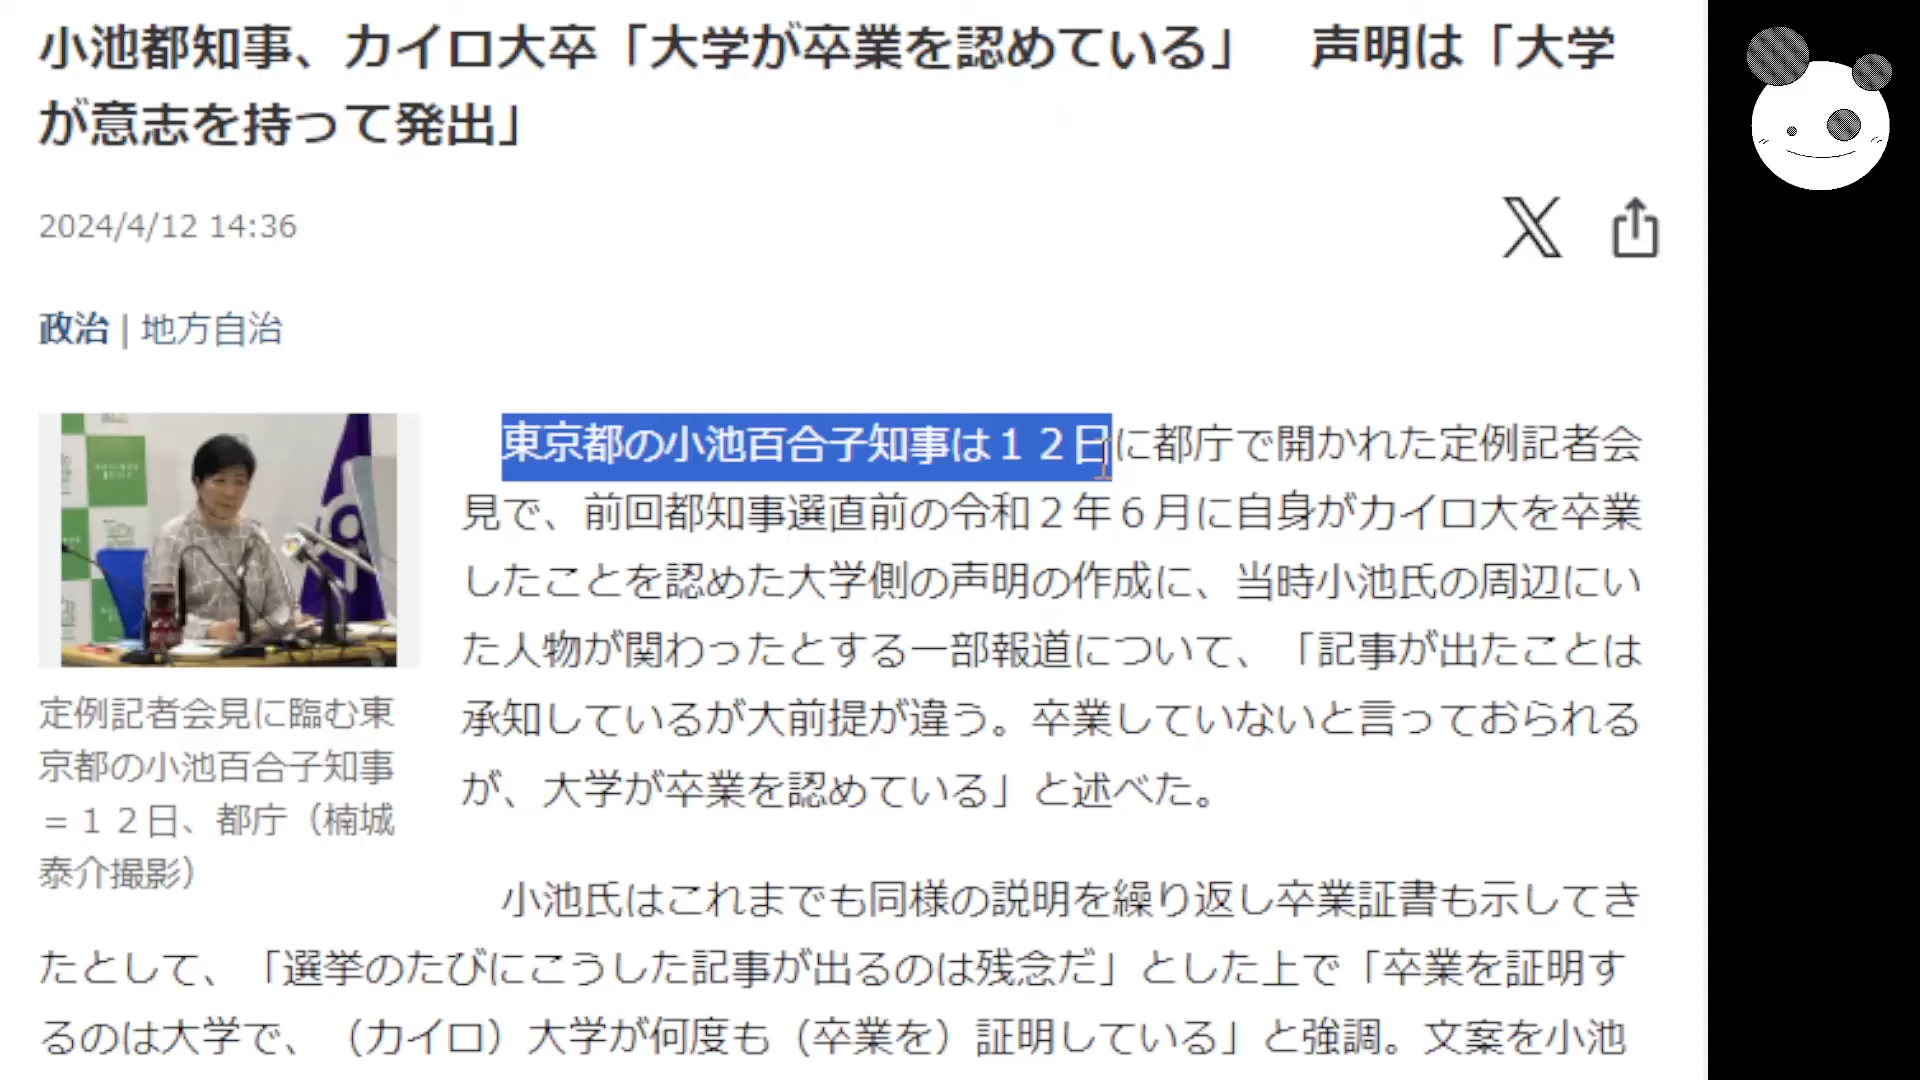 小池都知事、カイロ大卒「大学が卒業を認めている」　声明は「大学
が意志を持って発出」
2024/4/12 14:36
政治 | 地方自治
東京都の小池百合子知事は１２日に都庁で開かれた定例記者会
見で、前回都知事選直前の令和２年６月に自身がカイロ大を卒業
したことを認めた大学側の声明の作成に、当時小池氏の周辺にい
た人物が関わったとする一部報道について、「記事が出たことは
承知しているが大前提が違う。卒業していないと言っておられる
が、大学が卒業を認めている」と述べた。
定例記者会見に臨む東
京都の小池百合子知事
＝１２日、都庁（楠城
泰介撮影）
小池氏はこれまでも同様の説明を繰り返し卒業証書も示してき
たとして、「選挙のたびにこうした記事が出るのは残念だ」とした上で「卒業を証明す
るのは大学で、（カイロ）大学が何度も（卒業を）証明している」と強調。文案を小池